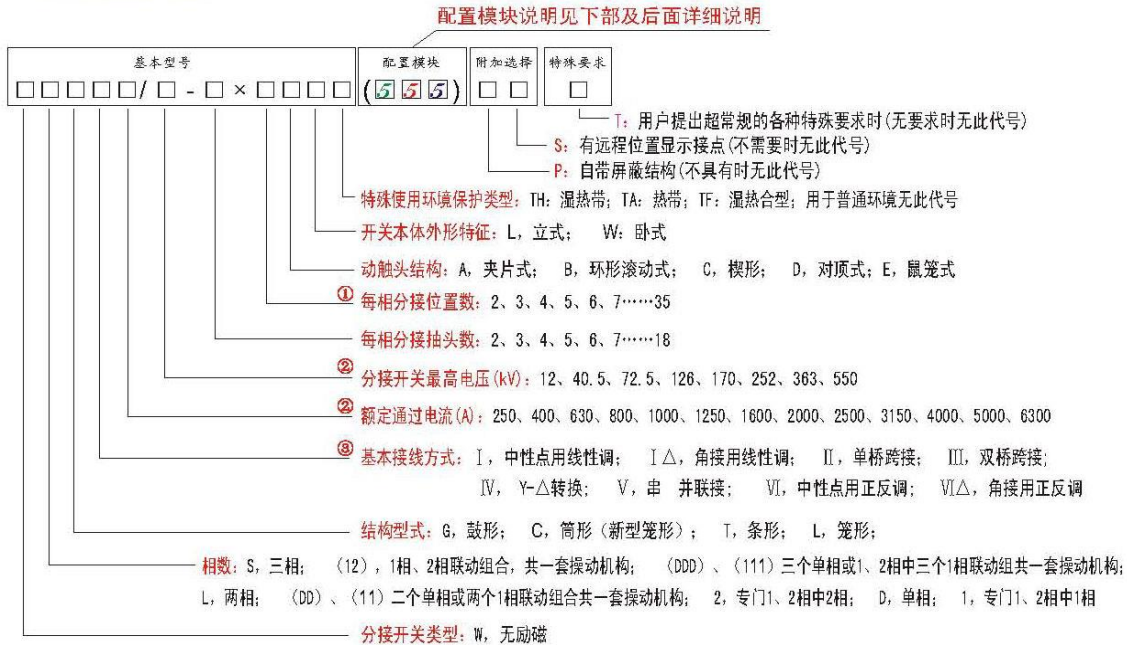 配置模块说明见下部及后面详细说明
基本型号 配置模块 附加选择 特殊要求
□□□□□/□-□×□□□□(555)□□ □
T: 用户提出超常规的各种特殊要求时(无要求时无此代号)
S: 有远程位置显示接点(不需要时无此代号)
P: 自带屏蔽结构(不具有时无此代号)
特殊使用环境保护类型: TH: 湿热带; TA: 热带; TF: 湿热合型; 用于普通环境无此代号
开关本体外形特征: L, 立式; W: 卧式
动触头结构: A, 夹片式; B, 环形滚动式; C, 楔形; D, 对顶式; E, 鼠笼式
① 每相分接位置数: 2、3、4、5、6、7……35
每相分接抽头数: 2、3、4、5、6、7……18
② 分接开关最高电压(kV): 12、40.5、72.5、126、170、252、363、550
② 额定通过电流(A): 250、400、630、800、1000、1250、1600、2000、2500、3150、4000、5000、6300
③ 基本接线方式: Ⅰ, 中性点用线性调; Ⅰ△, 角接用线性调; Ⅱ, 单桥跨接; Ⅲ, 双桥跨接;
Ⅳ, Y-△转换; Ⅴ, 串 并联接; Ⅵ, 中性点用正反调; Ⅵ△, 角接用正反调
结构型式: G, 鼓形; C, 筒形 (新型笼形); T, 条形; L, 笼形;
相数: S, 三相; (12), 1相、2相联动组合, 共一套操动机构; (DDD)、(111) 三个单相或1、2相中三个1相联动组共一套操动机构;
L, 两相; (DD)、(11) 二个单相或两个1相联动组合共一套操动机构; 2, 专门1、2相中2相; D, 单相; 1, 专门1、2相中1相
分接开关类型: W, 无励磁